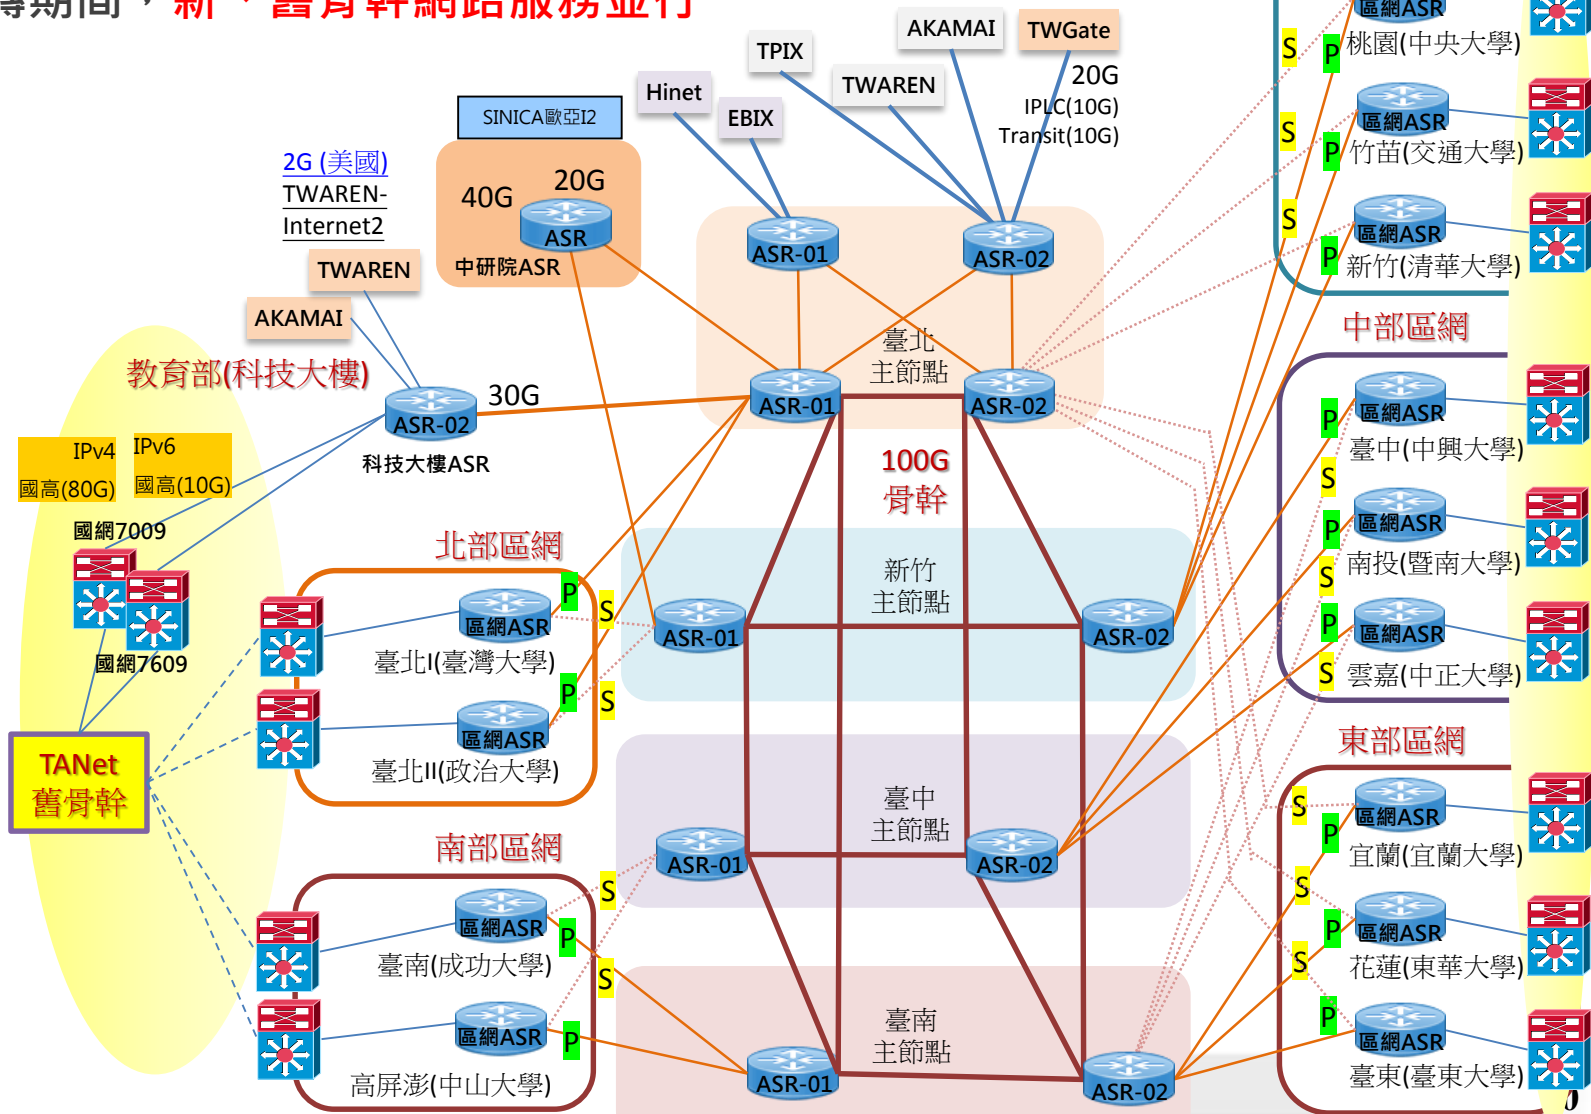 期間，新、舊骨幹網路服務並行
AKAMAI
TWGate
TPIX
TWAREN
20G
IPLC(10G)
Transit(10G)
Hinet
EBIX
SINICA歐亞I2
2G (美國)
TWAREN-
Internet2
40G
20G
ASR
中研院ASR
TWAREN
AKAMAI
ASR-01
ASR-02
臺北
主節點
ASR-01
ASR-02
教育部(科技大樓)
30G
ASR-02
科技大樓ASR
IPv4
國高(80G)
IPv6
國高(10G)
國網7009
國網7609
TANet
舊骨幹
100G
骨幹
北部區網
P
S
區網ASR
臺北I(臺灣大學)
P
S
區網ASR
臺北II(政治大學)
新竹
主節點
ASR-01
ASR-02
臺中
主節點
ASR-01
ASR-02
南部區網
S
區網ASR
P
臺南(成功大學)
S
區網ASR
P
高屏澎(中山大學)
臺南
主節點
ASR-01
ASR-02
區網ASR
S
P
桃園(中央大學)
區網ASR
S
P
竹苗(交通大學)
區網ASR
S
P
新竹(清華大學)
中部區網
區網ASR
P
臺中(中興大學)
S
區網ASR
P
南投(暨南大學)
S
區網ASR
P
雲嘉(中正大學)
S
東部區網
區網ASR
S
P
宜蘭(宜蘭大學)
S
區網ASR
P
花蓮(東華大學)
S
區網ASR
P
臺東(臺東大學)